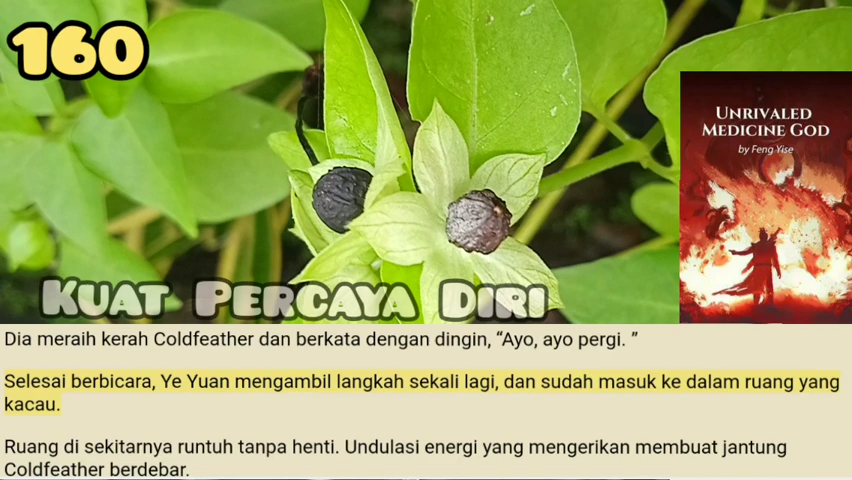 160
UNRIVALED
MEDICINE GOD
by Feng Yise
KUAT PERCAYA DIRI
Dia meraih kerah Coldfeather dan berkata dengan dingin, “Ayo, ayo pergi. ”
Selesai berbicara, Ye Yuan mengambil langkah sekali lagi, dan sudah masuk ke dalam ruang yang
kacau.
Ruang di sekitarnya runtuh tanpa henti. Undulasi energi yang mengerikan membuat jantung
Coldfeather berdebar.